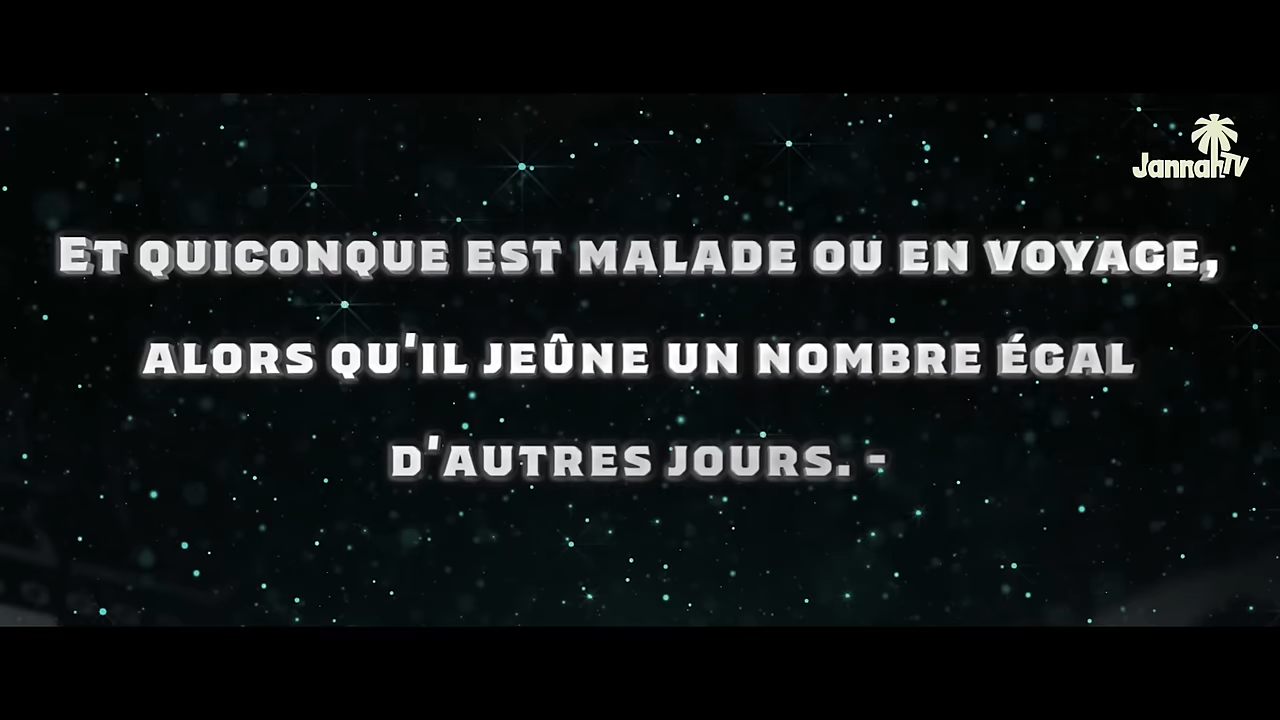 JannahTV
Et quiconque est malade ou en voyage,
alors qu'il jeûne un nombre égal
d'autres jours. -